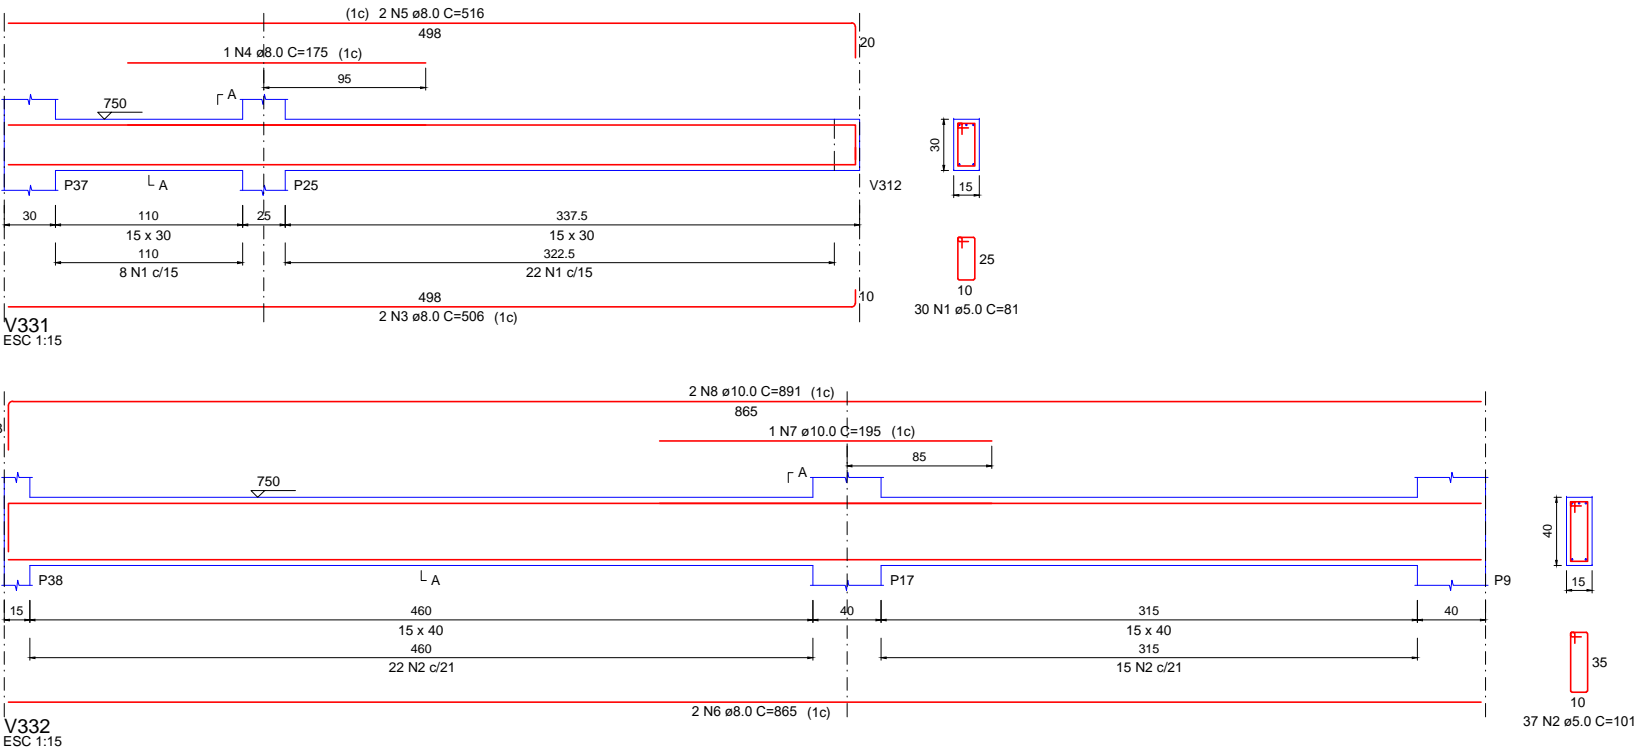 (1c) 2 N5 ø8.0 C=516
498
20
1 N4 ø8.0 C=175 (1c)
95
A
750
30
P37
A
P25
V312
15
30 110 25 337.5
15 x 30 15 x 30
110 322.5
8 N1 c/15 22 N1 c/15
25
10
30 N1 ø5.0 C=81
498
10
2 N3 ø8.0 C=506 (1c)
V331
ESC 1:15
2 N8 ø10.0 C=891 (1c)
865
1 N7 ø10.0 C=195 (1c)
85
A
750
40
P38
A
P17
P9
15
15 460 40 315 40
15 x 40 15 x 40
460 315
22 N2 c/21 15 N2 c/21
35
10
37 N2 ø5.0 C=101
2 N6 ø8.0 C=865 (1c)
V332
ESC 1:15